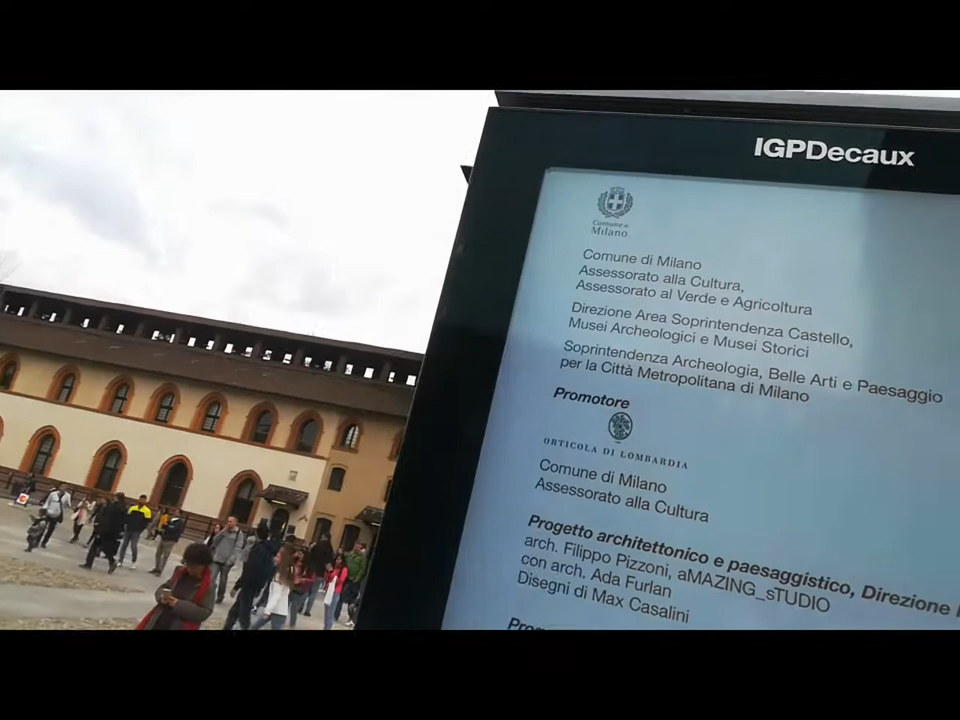 IGPDecaux
Comune di
Milano
Comune di Milano
Assessorato alla Cultura,
Assessorato al Verde e Agricoltura
Direzione Area Soprintendenza Castello,
Musei Archeologici e Musei Storici
Soprintendenza Archeologia, Belle Arti e Paesaggio
per la Città Metropolitana di Milano
Promotore
ORTICOLA DI LOMBARDIA
Comune di Milano
Assessorato alla Cultura
Progetto architettonico e paesaggistico, Direzione
arch. Filippo Pizzoni, aMAZING_sTUDIO
con arch. Ada Furlan,
Disegni di Max Casalini